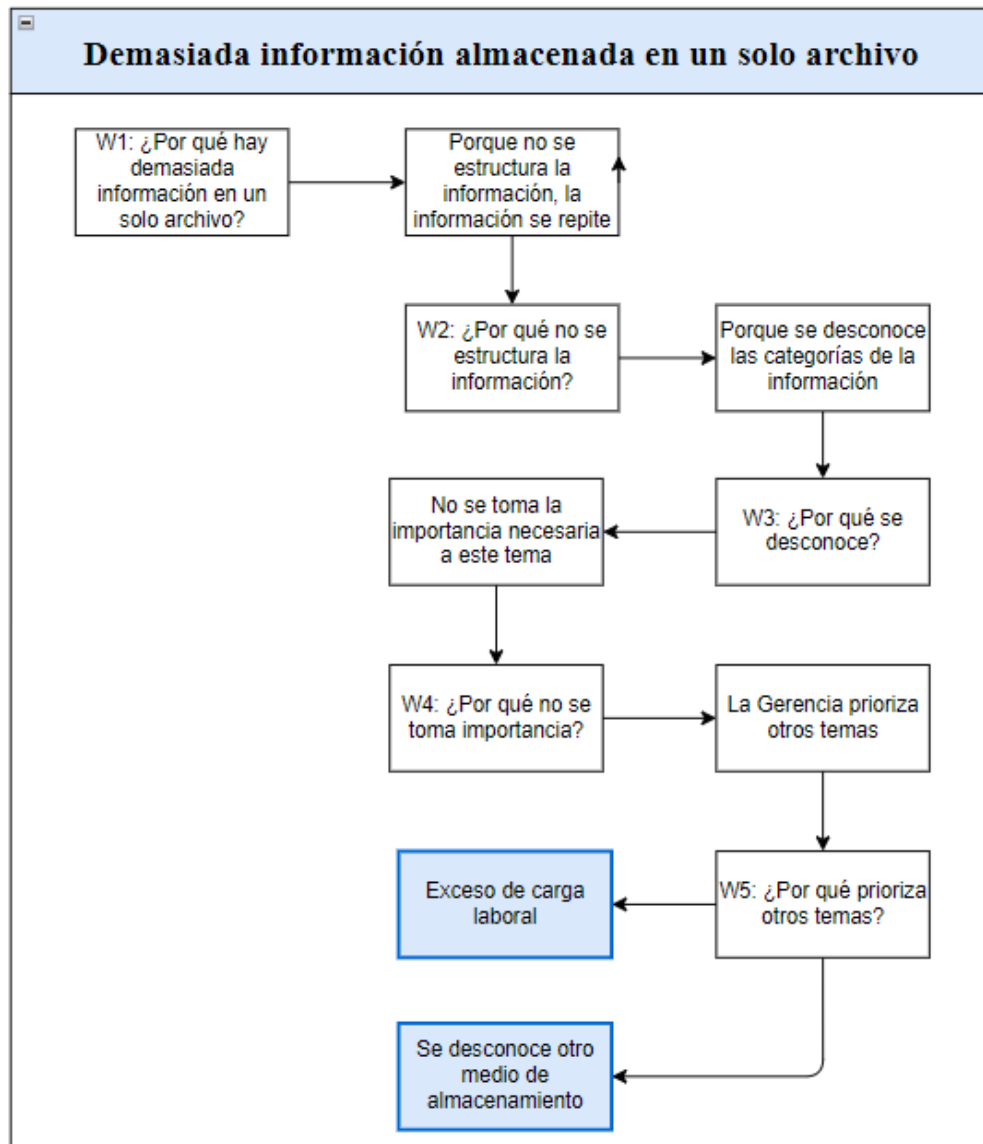 Demasiada información almacenada en un solo archivo
W1: ¿Por qué hay
demasiada
información en un
solo archivo?
Porque no se
estructura la
información, la
información se repite
W2: ¿Por qué no se
estructura la
información?
Porque se desconoce
las categorías de la
información
W3: ¿Por qué se
desconoce?
No se toma la
importancia necesaria
a este tema
W4: ¿Por qué no se
toma importancia?
La Gerencia prioriza
otros temas
W5: ¿Por qué prioriza
otros temas?
Exceso de carga
laboral
Se desconoce otro
medio de
almacenamiento